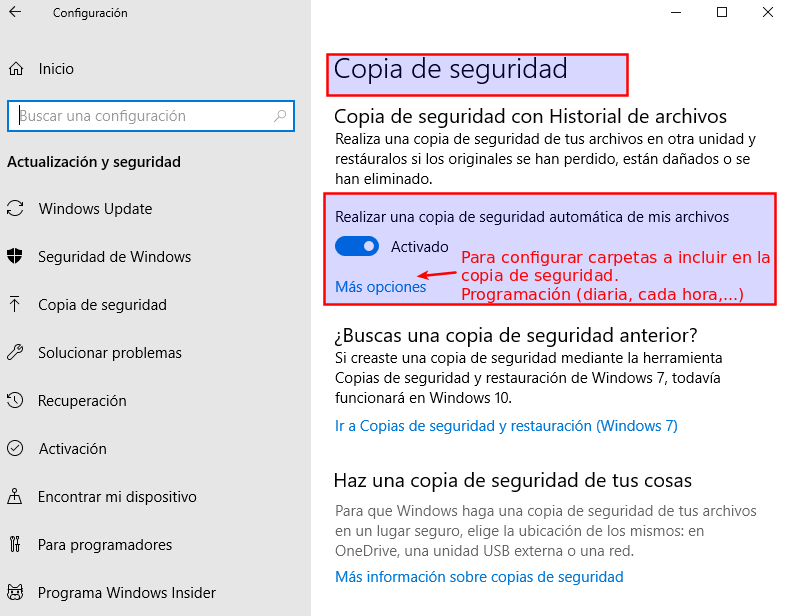 Configuración
Inicio
Buscar una configuración
Actualización y seguridad
Windows Update
Seguridad de Windows
Copia de seguridad
Solucionar problemas
Recuperación
Activación
Encontrar mi dispositivo
Para programadores
Programa Windows Insider
Copia de seguridad
Copia de seguridad con Historial de archivos
Realiza una copia de seguridad de tus archivos en otra unidad y
restáuralos si los originales se han perdido, están dañados o se
han eliminado.
Realizar una copia de seguridad automática de mis archivos
Activado
Más opciones
Para configurar carpetas a incluir en la
copia de seguridad.
Programación (diaria, cada hora,...)
¿Buscas una copia de seguridad anterior?
Si creaste una copia de seguridad mediante la herramienta
Copias de seguridad y restauración de Windows 7, todavía
funcionará en Windows 10.
Ir a Copias de seguridad y restauración (Windows 7)
Haz una copia de seguridad de tus cosas
Para que Windows haga una copia de seguridad de tus archivos
en un lugar seguro, elige la ubicación de los mismos: en
OneDrive, una unidad USB externa o una red.
Más información sobre copias de seguridad